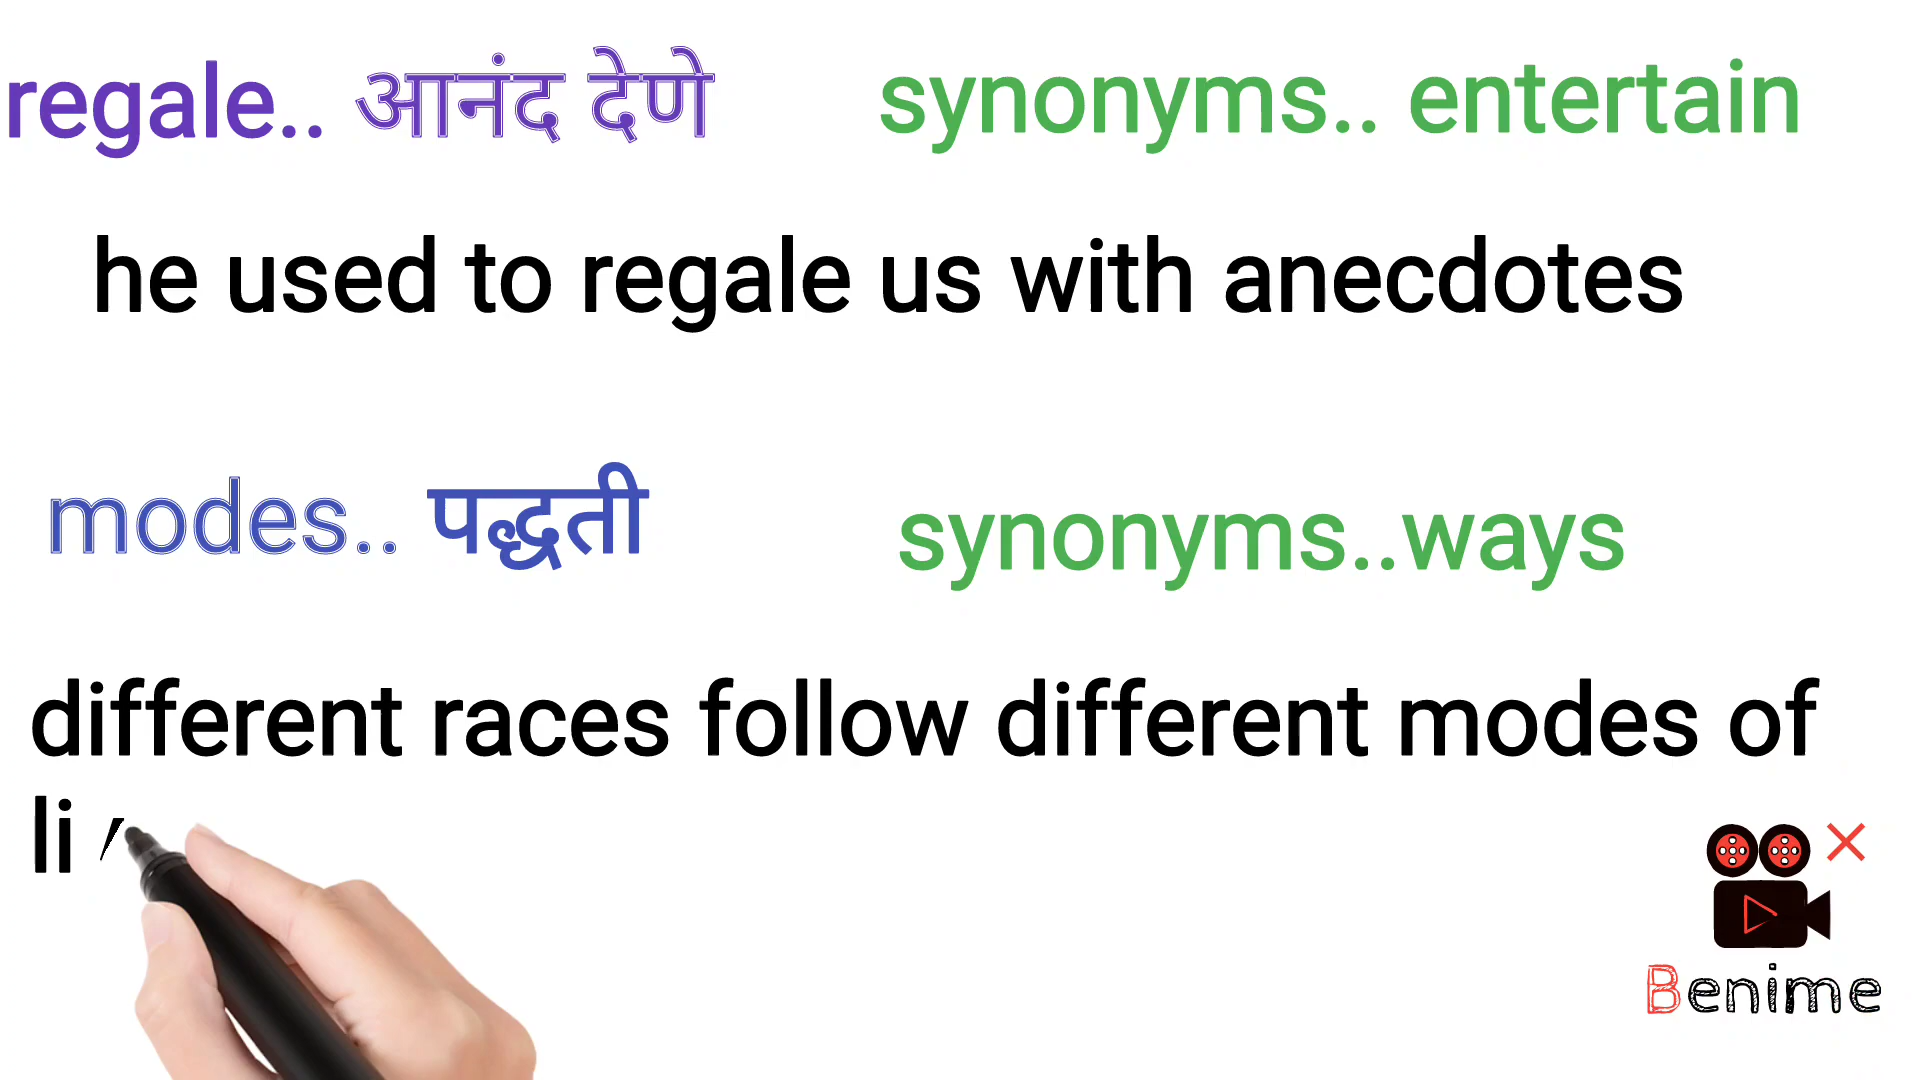 regale.. आनंद देणे synonyms.. entertain
he used to regale us with anecdotes
modes.. पद्धती synonyms..ways
different races follow different modes of
li
Benime